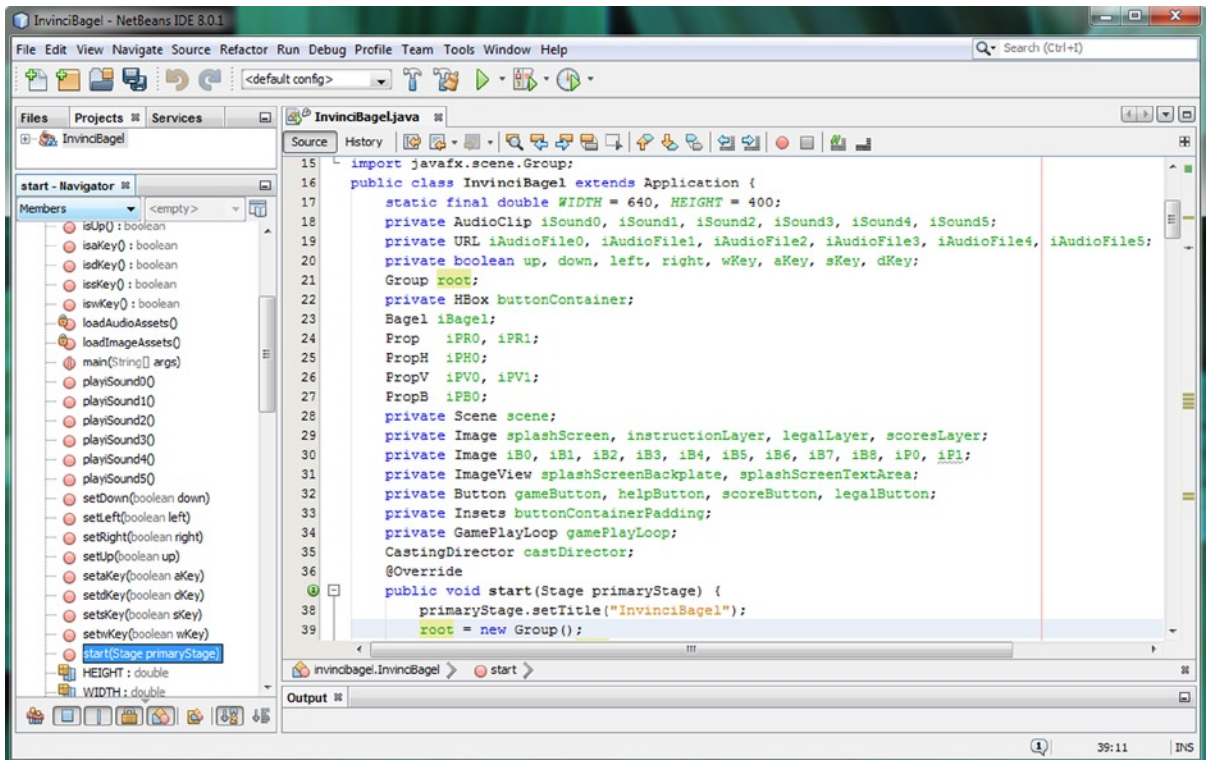 InvinciBagel - NetBeans IDE 8.0.1
File Edit View Navigate Source Refactor Run Debug Profile Team Tools Window Help
Search (Ctrl+I)
<default config>
Files Projects Services
InvinciBagel
start - Navigator
Members <empty>
isUp() : boolean
isaKey() : boolean
isdKey() : boolean
issKey() : boolean
iswKey() : boolean
loadAudioAssets()
loadImageAssets()
main(String[] args)
playiSound0()
playiSound1()
playiSound2()
playiSound3()
playiSound4()
playiSound5()
setDown(boolean down)
setLeft(boolean left)
setRight(boolean right)
setUp(boolean up)
setaKey(boolean aKey)
setdKey(boolean dKey)
setsKey(boolean sKey)
setwKey(boolean wKey)
start(Stage primaryStage)
HEIGHT : double
WIDTH : double
InvinciBagel.java
Source History
15 import javafx.scene.Group;
16 public class InvinciBagel extends Application {
17 static final double WIDTH = 640, HEIGHT = 400;
18 private AudioClip iSound0, iSound1, iSound2, iSound3, iSound4, iSound5;
19 private URL iAudioFile0, iAudioFile1, iAudioFile2, iAudioFile3, iAudioFile4, iAudioFile5;
20 private boolean up, down, left, right, wKey, aKey, sKey, dKey;
21 Group root;
22 private HBox buttonContainer;
23 Bagel iBagel;
24 Prop iPR0, iPR1;
25 PropH iPH0;
26 PropV iPV0, iPV1;
27 PropB iPB0;
28 private Scene scene;
29 private Image splashScreen, instructionLayer, legalLayer, scoresLayer;
30 private Image iB0, iB1, iB2, iB3, iB4, iB5, iB6, iB7, iB8, iP0, iP1;
31 private ImageView splashScreenBackplate, splashScreenTextArea;
32 private Button gameButton, helpButton, scoreButton, legalButton;
33 private Insets buttonContainerPadding;
34 private GamePlayLoop gamePlayLoop;
35 CastingDirector castDirector;
36 @Override
public void start(Stage primaryStage) {
38 primaryStage.setTitle("InvinciBagel");
39 root = new Group();
invincibagel.InvinciBagel start
Output
1 39:11 INS